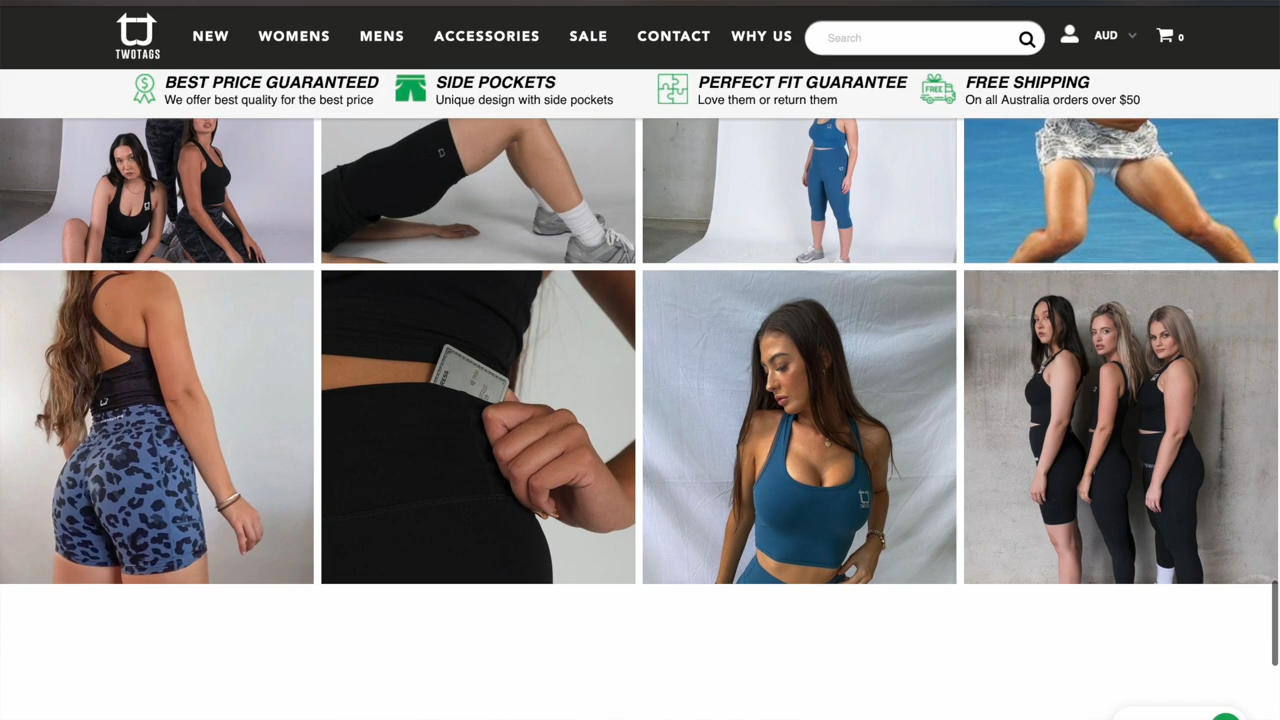 TWOTAGS
NEW WOMENS MENS ACCESSORIES SALE CONTACT WHY US Search AUD 0
BEST PRICE GUARANTEED
We offer best quality for the best price
SIDE POCKETS
Unique design with side pockets
PERFECT FIT GUARANTEE
Love them or return them
FREE
FREE SHIPPING
On all Australia orders over $50